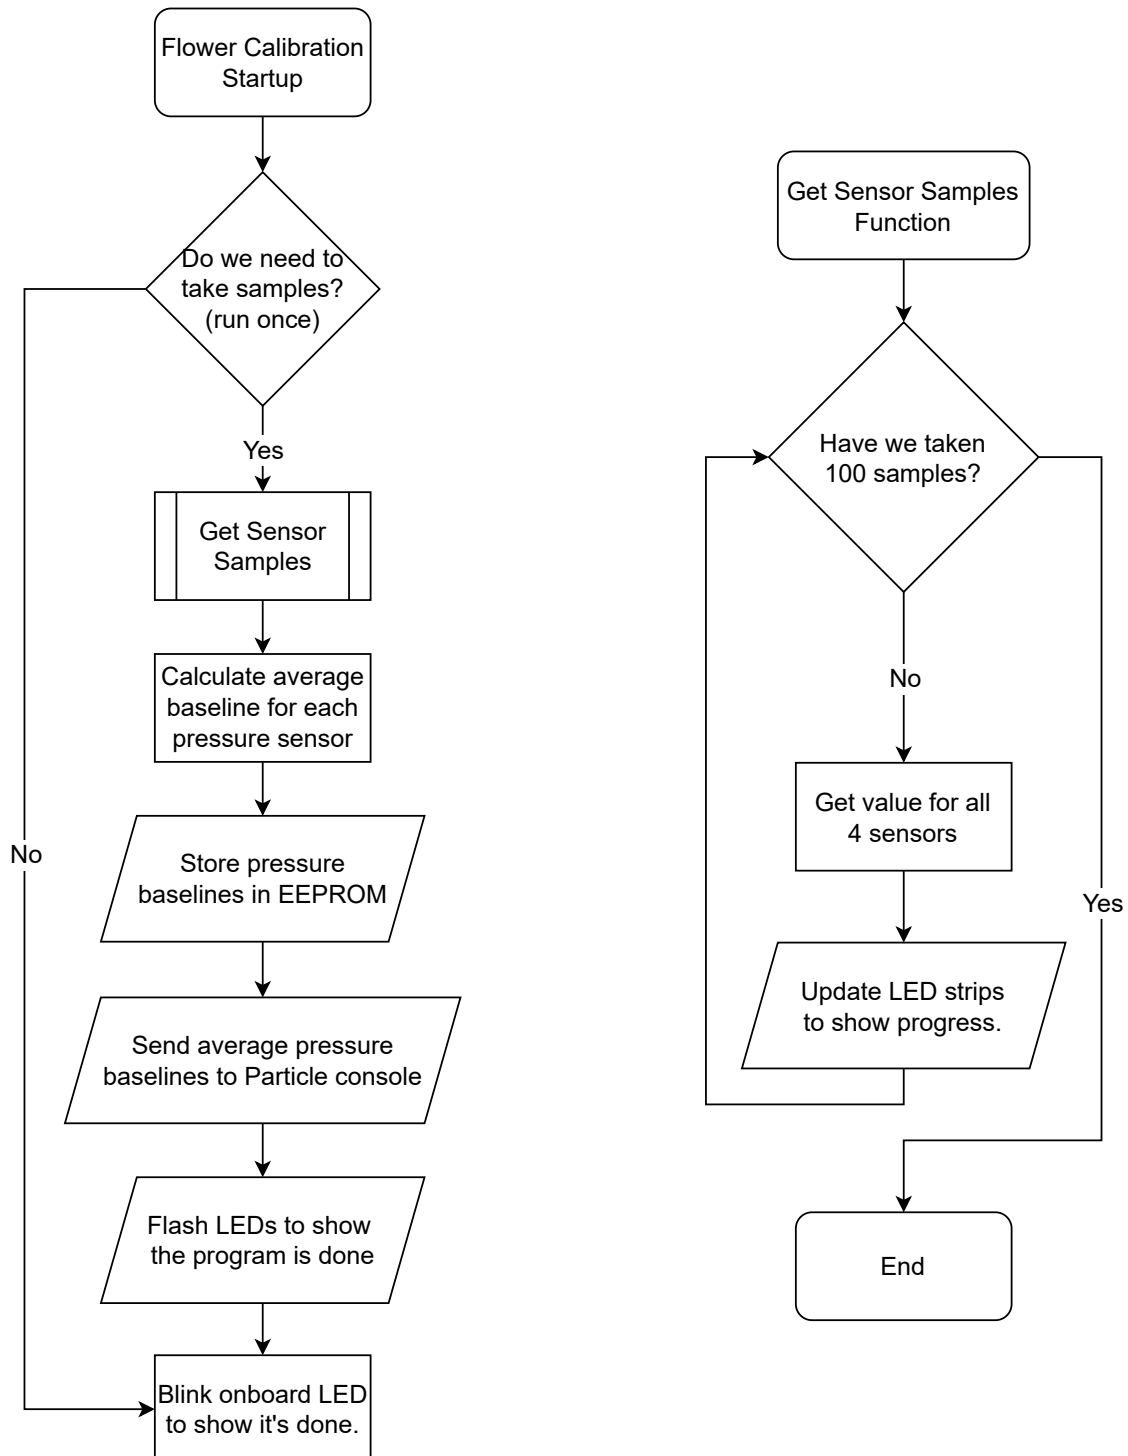 Flower Calibration
Startup
Do we need to
take samples?
(run once)
Yes
Get Sensor
Samples
Calculate average
baseline for each
pressure sensor
No
Store pressure
baselines in EEPROM
Send average pressure
baselines to Particle console
Flash LEDs to show
the program is done
Blink onboard LED
to show it's done.
Get Sensor Samples
Function
Have we taken
100 samples?
No
Get value for all
4 sensors
Yes
Update LED strips
to show progress.
End